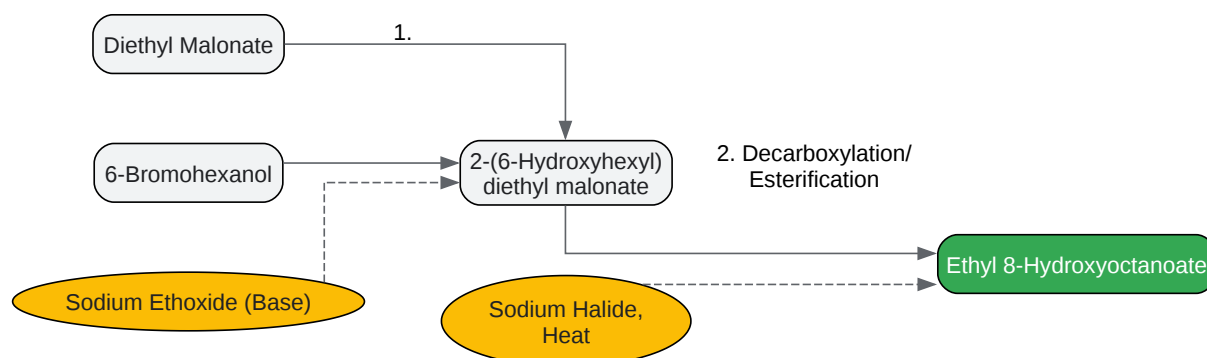 Diethyl Malonate
1.
6-Bromohexanol
2-(6-Hydroxyhexyl)
diethyl malonate
2. Decarboxylation/
Esterification
Ethyl 8-Hydroxyoctanoate
Sodium Ethoxide (Base)
Sodium Halide,
Heat